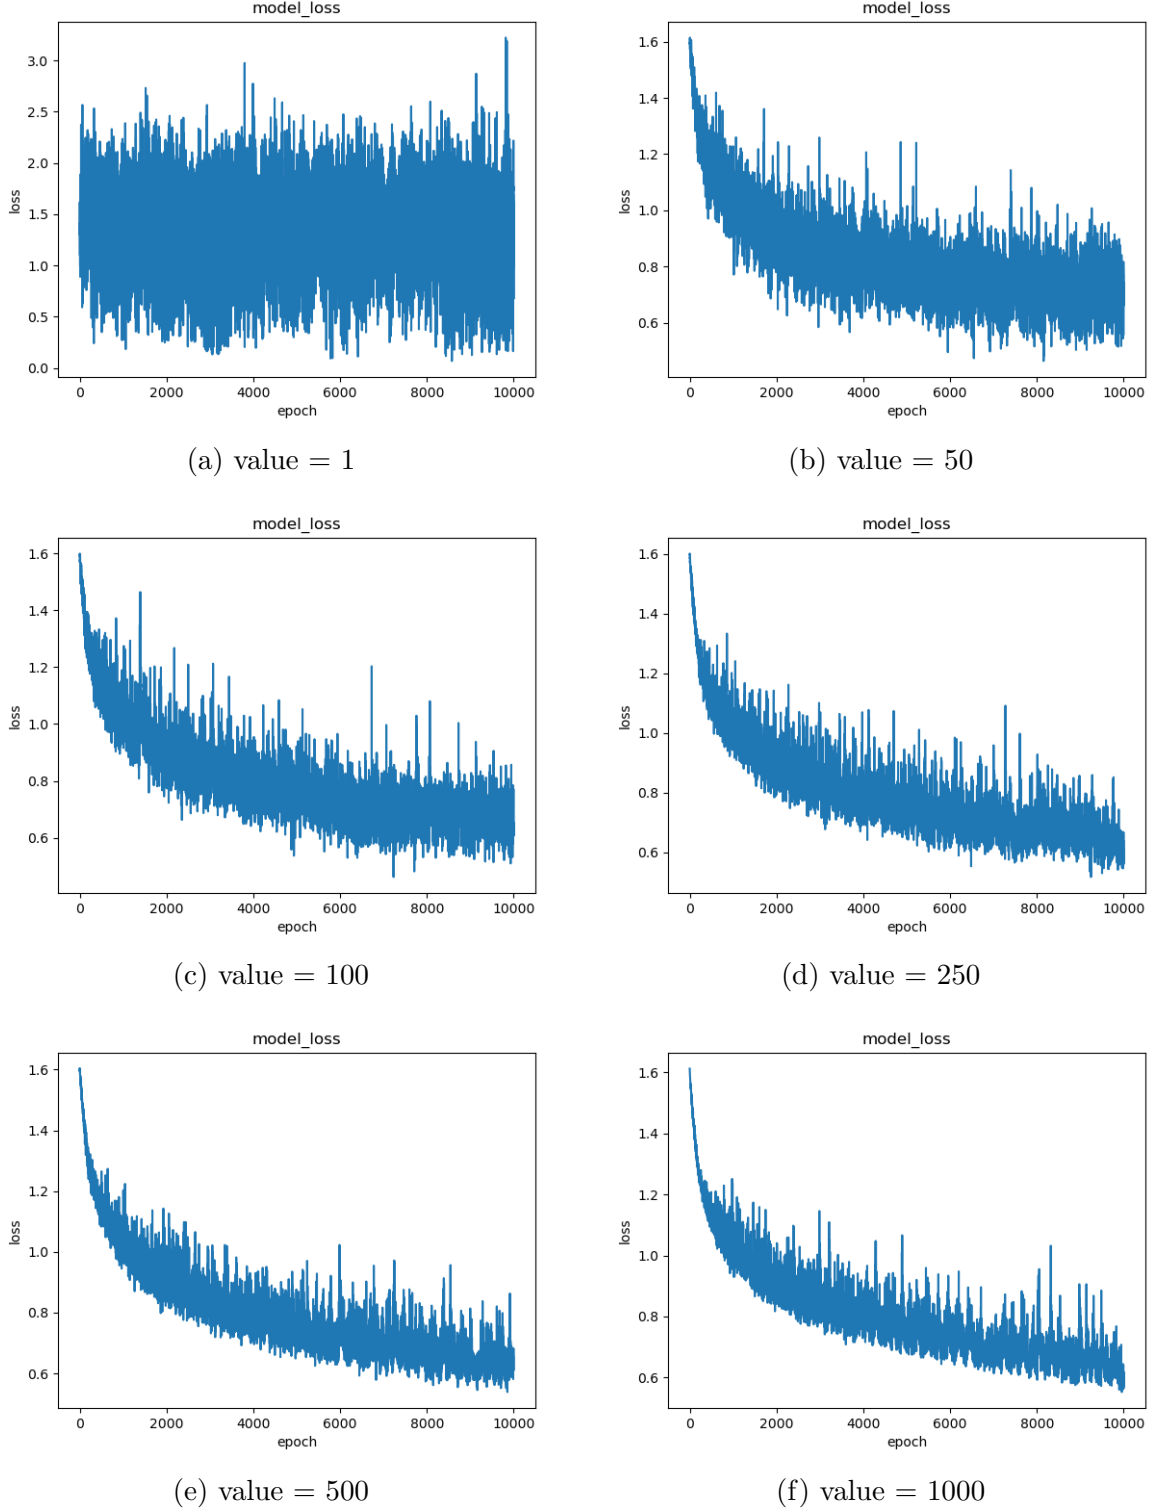 model_loss
loss
3.0
2.5
2.0
1.5
1.0
0.5
0.0
0 2000 4000 6000 8000 10000
epoch
(a) value = 1
model_loss
loss
1.6
1.4
1.2
1.0
0.8
0.6
0 2000 4000 6000 8000 10000
epoch
(b) value = 50
model_loss
loss
1.6
1.4
1.2
1.0
0.8
0.6
0 2000 4000 6000 8000 10000
epoch
(c) value = 100
model_loss
loss
1.6
1.4
1.2
1.0
0.8
0.6
0 2000 4000 6000 8000 10000
epoch
(d) value = 250
model_loss
loss
1.6
1.4
1.2
1.0
0.8
0.6
0 2000 4000 6000 8000 10000
epoch
(e) value = 500
model_loss
loss
1.6
1.4
1.2
1.0
0.8
0.6
0 2000 4000 6000 8000 10000
epoch
(f) value = 1000